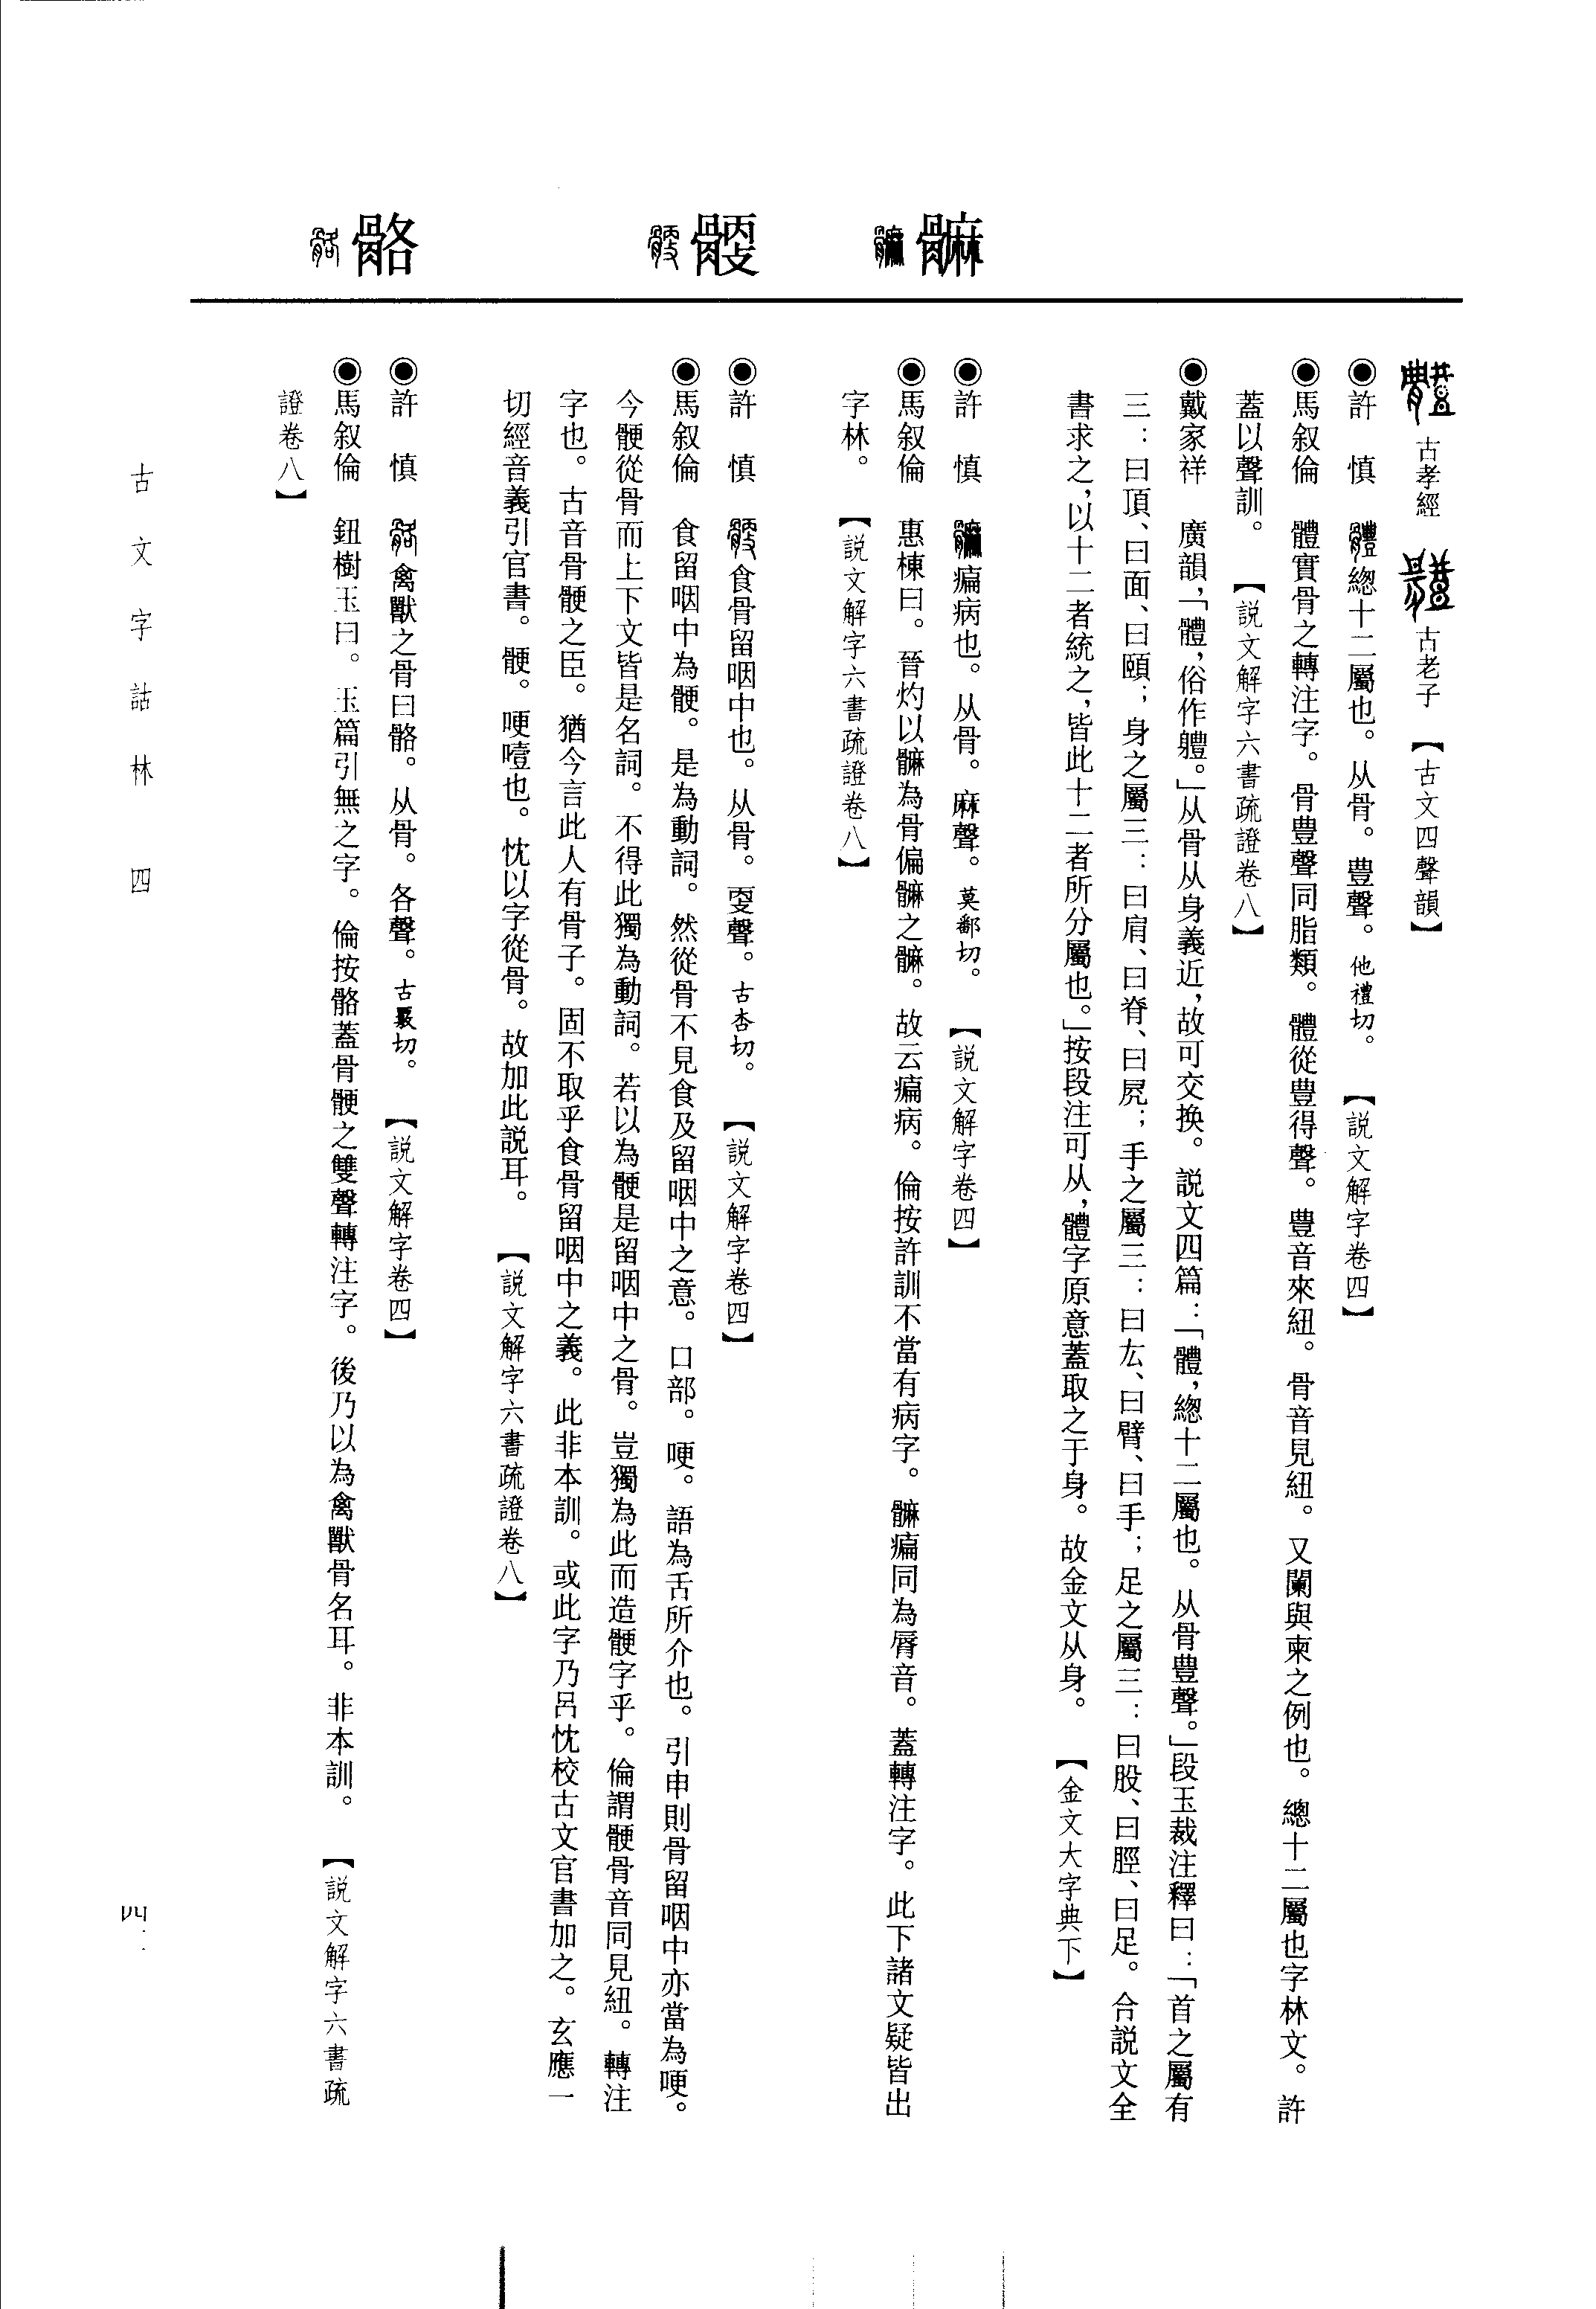 古孝經 古老子 【古文四聲韻】
◉許 慎 體總十二屬也。从骨。豊聲。他禮切。 【説文解字卷四】
◉馬叙倫 體實骨之轉注字。骨豊聲同脂類。體從豊得聲。豊音來紐。骨音見紐。又闌與柬之例也。總十二屬也字林文。許
蓋以聲訓。 【説文解字六書疏證卷八】
◉戴家祥 廣韻，「體，俗作軆。」从骨从身義近，故可交换。説文四篇：「體，總十二屬也。从骨豊聲。」段玉裁注釋曰：「首之屬有
三：曰頂、曰面、曰頤；身之屬三：曰肩、曰脊、曰凥；手之屬三：曰厷、曰臂、曰手；足之屬三：曰股、曰脛、曰足。合説文全
書求之，以十二者統之，皆此十二者所分屬也。」按段注可从，體字原意蓋取之于身。故金文从身。 【金文大字典下】
䯢
◉許 慎 䯢㾫病也。从骨。麻聲。莫鄱切。 【説文解字卷四】
◉馬叙倫 惠棟曰。晉灼以䯢為骨偏䯢之䯢。故云㾫病。倫按許訓不當有病字。䯢㾫同為脣音。蓋轉注字。此下諸文疑皆出
字林。 【説文解字六書疏證卷八】
骾
◉許 慎 骾食骨留咽中也。从骨。㪅聲。古杏切。 【説文解字卷四】
◉馬叙倫 食留咽中為骾。是為動詞。然從骨不見食及留咽中之意。口部。哽。語為舌所介也。引申則骨留咽中亦當為哽。
今骾從骨而上下文皆是名詞。不得此獨為動詞。若以為骾是留咽中之骨。豈獨為此而造骾字乎。倫謂骾骨音同見紐。轉注
字也。古音骨骾之臣。猶今言此人有骨子。固不取乎食骨留咽中之義。此非本訓。或此字乃呂忱校古文官書加之。玄應一
切經音義引官書。骾。哽噎也。忱以字從骨。故加此説耳。 【説文解字六書疏證卷八】
骼
◉許 慎 骼禽獸之骨曰骼。从骨。各聲。古覈切。 【説文解字卷四】
◉馬叙倫 鈕樹玉曰。玉篇引無之字。倫按骼蓋骨骾之雙聲轉注字。後乃以為禽獸骨名耳。非本訓。 【説文解字六書疏
證卷八】
古文字詁林 四